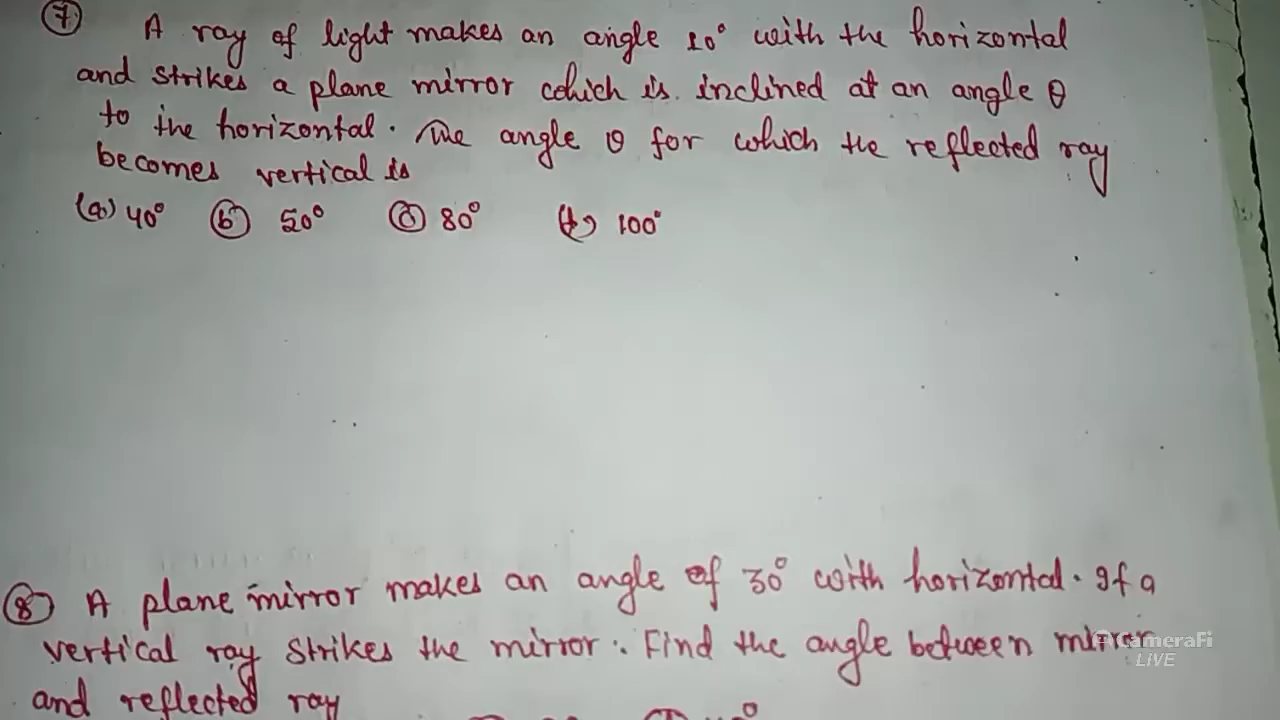 7 A ray of light makes an angle 10° with the horizontal
and strikes a plane mirror which is inclined at an angle θ
to the horizontal. The angle θ for which the reflected ray
becomes vertical is
(a) 40° (b) 50° (c) 80° (d) 100°
8 A plane mirror makes an angle of 30° with horizontal. If a
vertical ray strikes the mirror. Find the angle between mirror
and reflected ray
CameraFi
LIVE